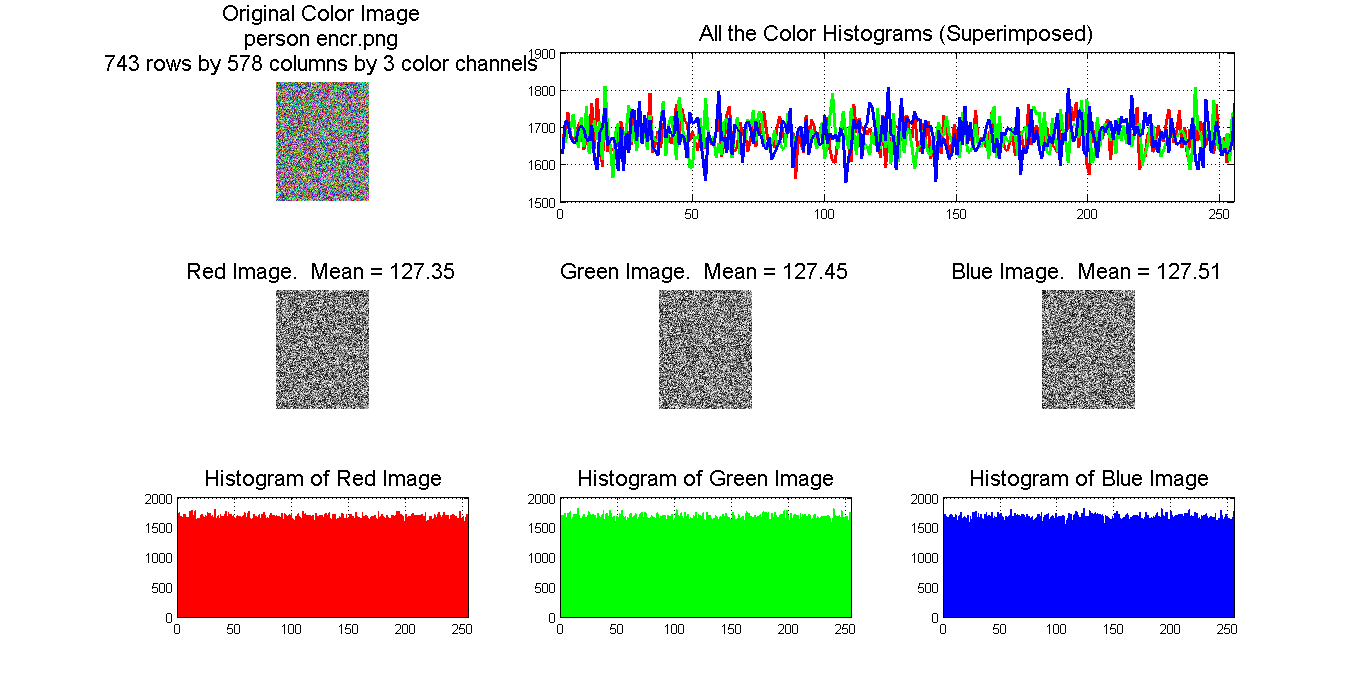 Original Color Image
person encr.png
743 rows by 578 columns by 3 color channels
All the Color Histograms (Superimposed)
1900
1800
1700
1600
1500
0 50 100 150 200 250
Red Image.  Mean = 127.35
Green Image.  Mean = 127.45
Blue Image.  Mean = 127.51
Histogram of Red Image
2000
1500
1000
500
0
0 50 100 150 200 250
Histogram of Green Image
2000
1500
1000
500
0
0 50 100 150 200 250
Histogram of Blue Image
2000
1500
1000
500
0
0 50 100 150 200 250